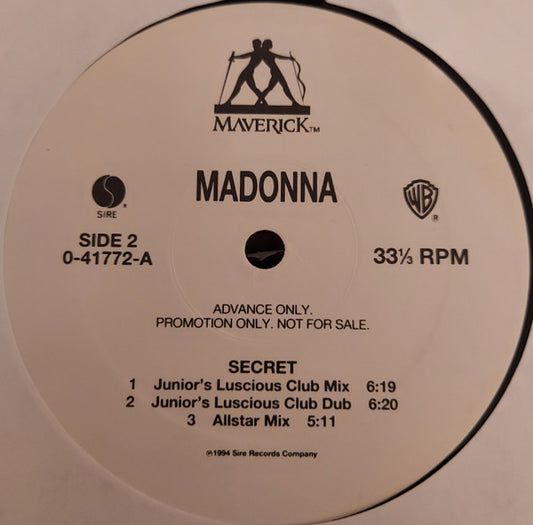 MAVERICK™
MADONNA
SIRE ®
WB ®
SIDE 2
0-41772-A
33⅓ RPM
ADVANCE ONLY.
PROMOTION ONLY. NOT FOR SALE.
SECRET
1 Junior's Luscious Club Mix 6:19
2 Junior's Luscious Club Dub 6:20
3 Allstar Mix 5:11
℗1994 Sire Records Company